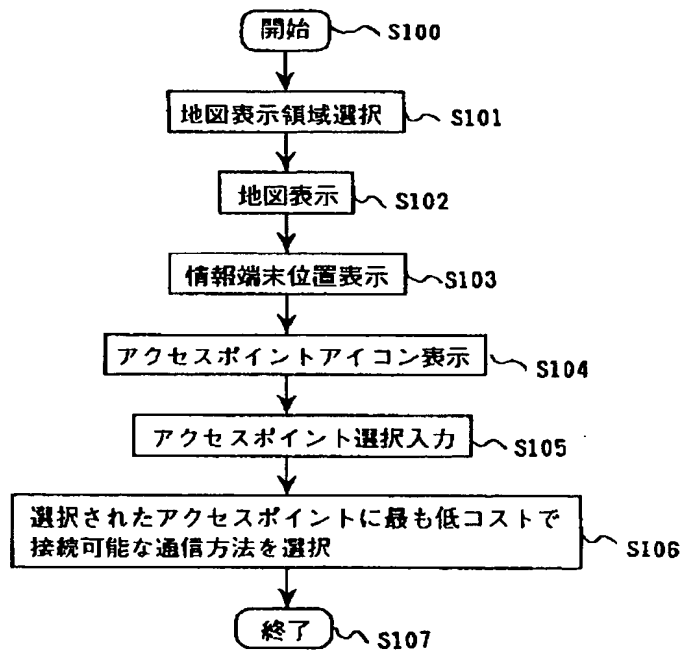 開始 S100
地図表示領域選択 S101
地図表示 S102
情報端末位置表示 S103
アクセスポイントアイコン表示 S104
アクセスポイント選択入力 S105
選択されたアクセスポイントに最も低コストで
接続可能な通信方法を選択 S106
終了 S107